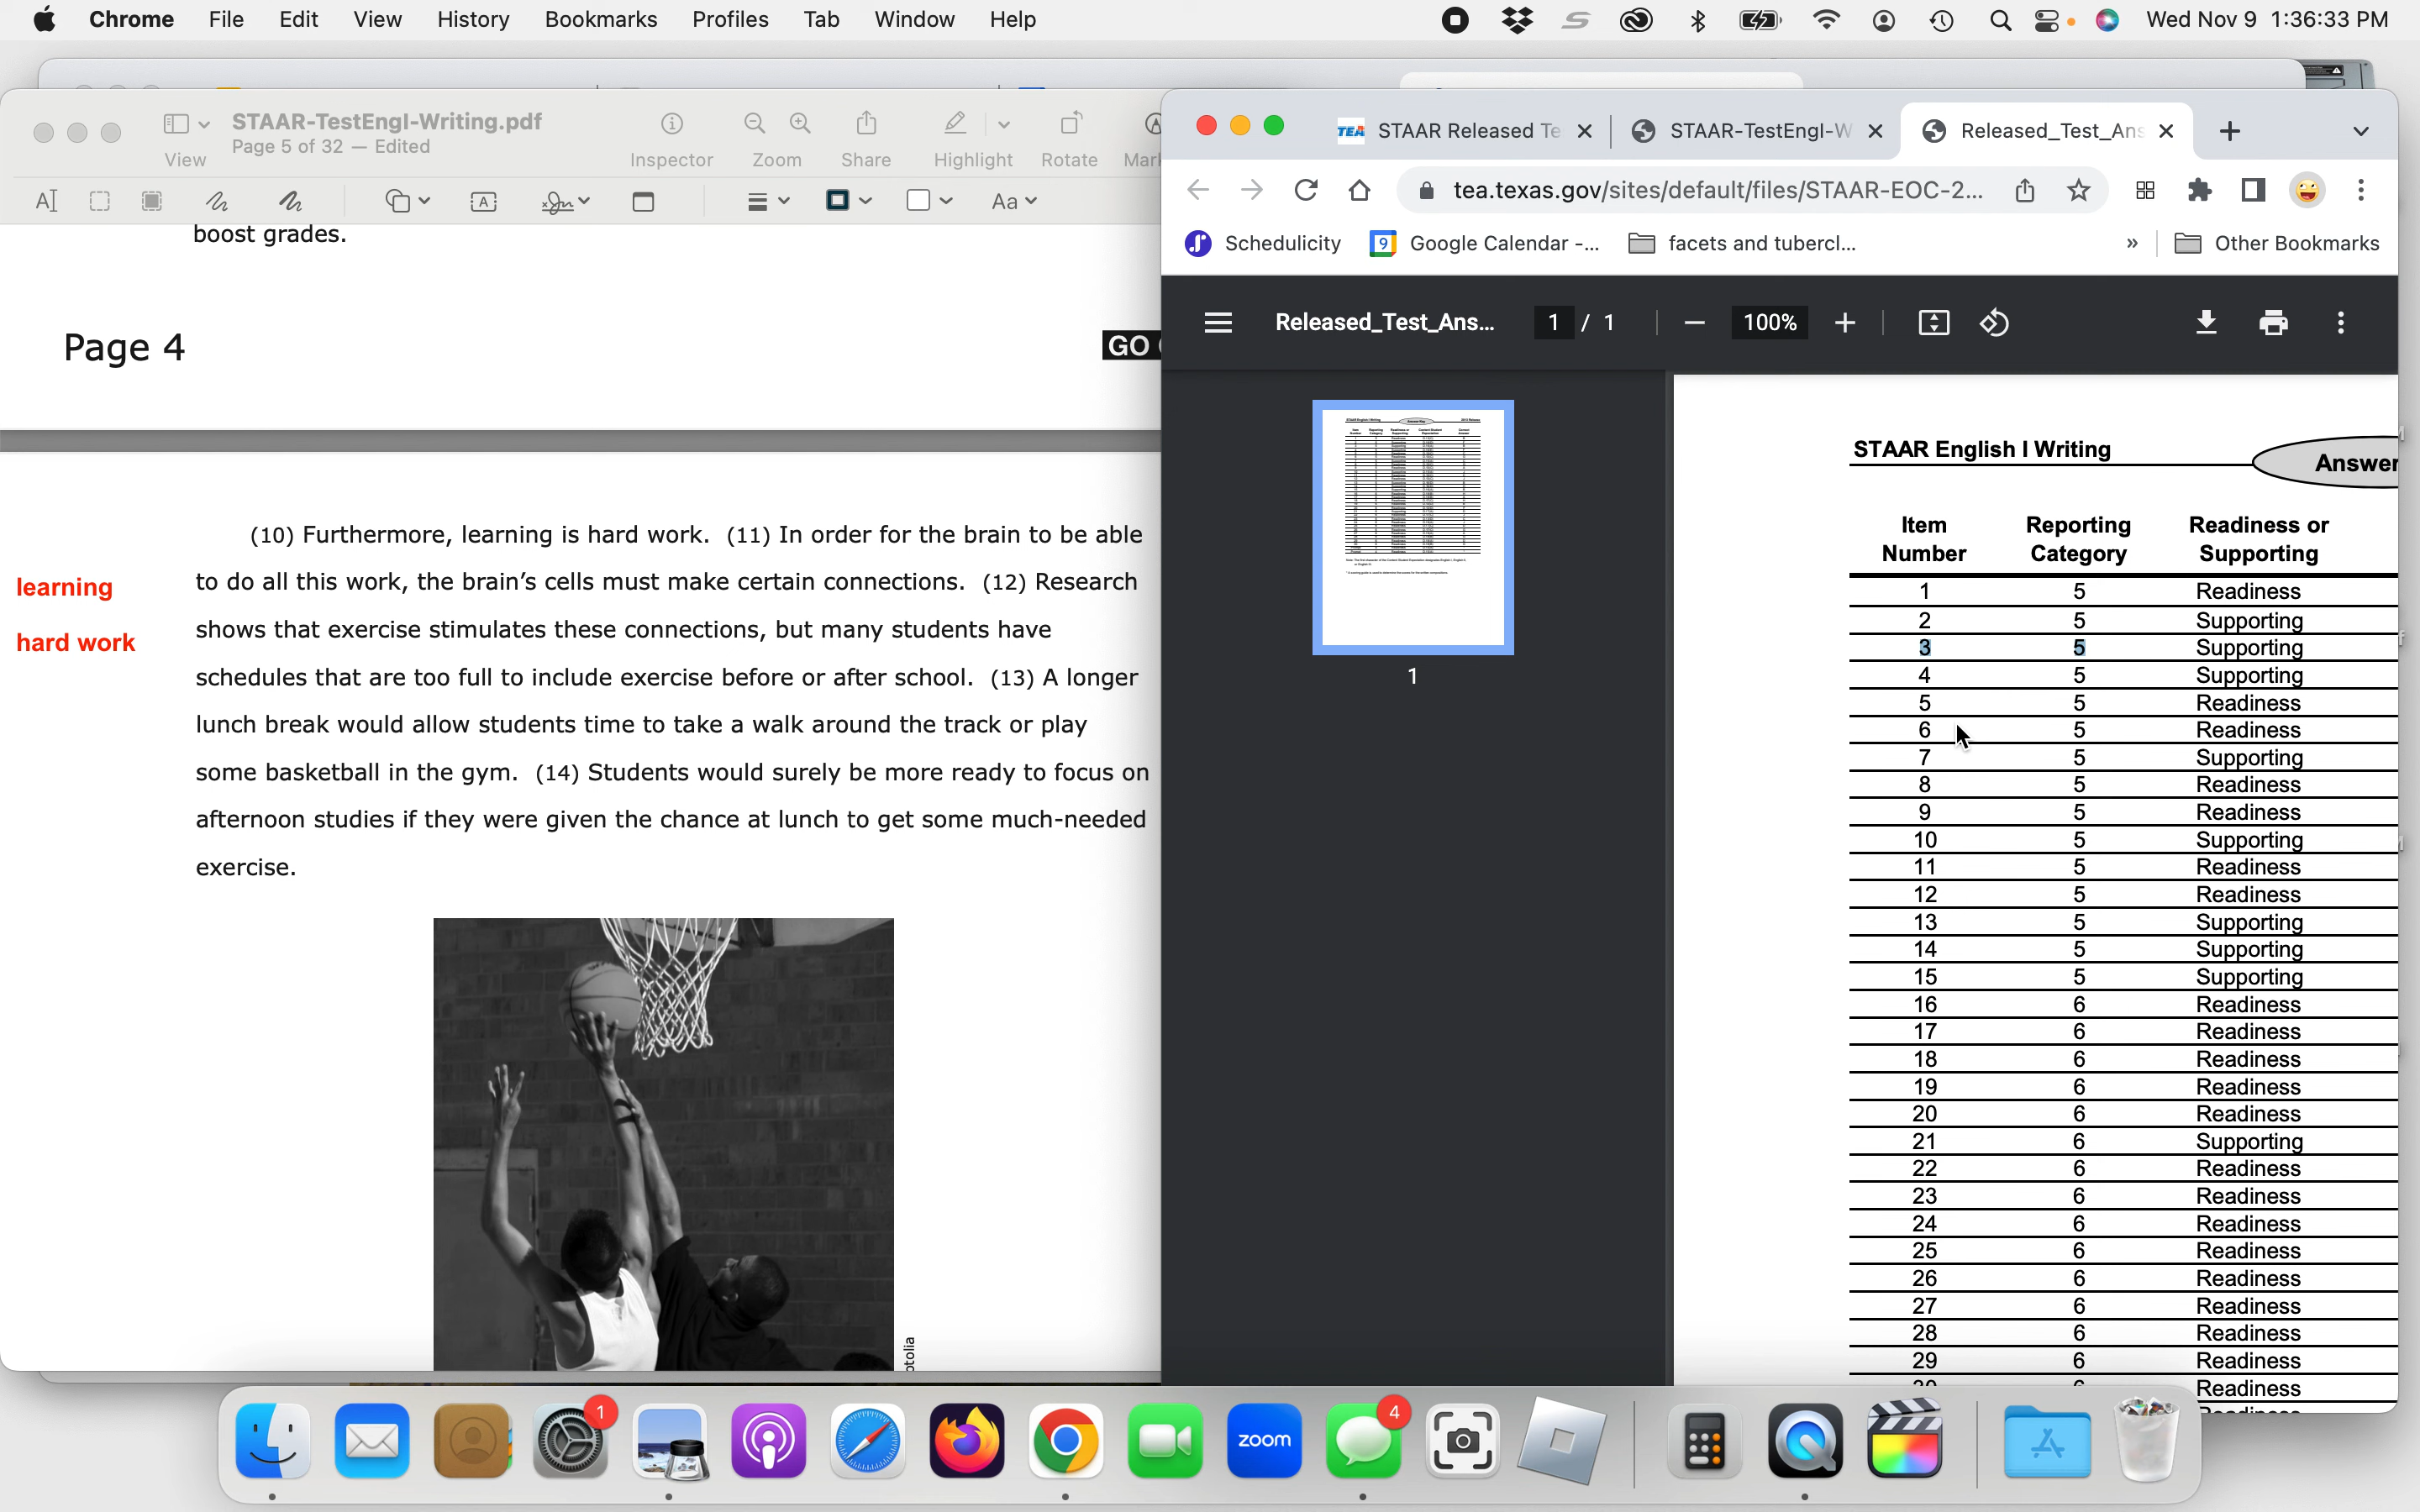 Chrome File Edit View History Bookmarks Profiles Tab Window Help Wed Nov 9 1:36:33 PM
STAAR-TestEngI-Writing.pdf
Page 5 of 32 — Edited
View Inspector Zoom Share Highlight Rotate
Aa
boost grades.
Page 4
GO
(10) Furthermore, learning is hard work. (11) In order for the brain to be able
learning
to do all this work, the brain's cells must make certain connections. (12) Research
hard work
shows that exercise stimulates these connections, but many students have
schedules that are too full to include exercise before or after school. (13) A longer
lunch break would allow students time to take a walk around the track or play
some basketball in the gym. (14) Students would surely be more ready to focus on
afternoon studies if they were given the chance at lunch to get some much-needed
exercise.
TEA STAAR Released Te
STAAR-TestEngI-W
Released_Test_Ans
tea.texas.gov/sites/default/files/STAAR-EOC-2...
Schedulicity
9 Google Calendar -...
facets and tubercl...
» Other Bookmarks
Released_Test_Ans... 1 / 1 100%
1
STAAR English I Writing
Answer
Item Number Reporting Category Readiness or Supporting
1 5 Readiness
2 5 Supporting
3 5 Supporting
4 5 Supporting
5 5 Readiness
6 5 Readiness
7 5 Supporting
8 5 Readiness
9 5 Readiness
10 5 Supporting
11 5 Readiness
12 5 Readiness
13 5 Supporting
14 5 Supporting
15 5 Supporting
16 6 Readiness
17 6 Readiness
18 6 Readiness
19 6 Readiness
20 6 Readiness
21 6 Supporting
22 6 Readiness
23 6 Readiness
24 6 Readiness
25 6 Readiness
26 6 Readiness
27 6 Readiness
28 6 Readiness
29 6 Readiness
Readiness
1
zoom
4